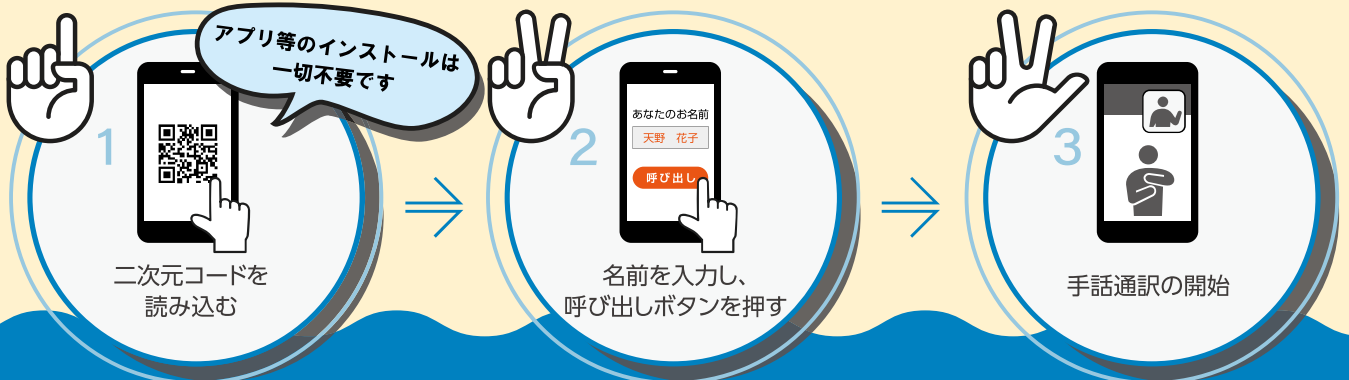 アプリ等のインストールは
一切不要です
1
二次元コードを
読み込む
2
あなたのお名前
天野 花子
呼び出し
名前を入力し、
呼び出しボタンを押す
3
手話通訳の開始